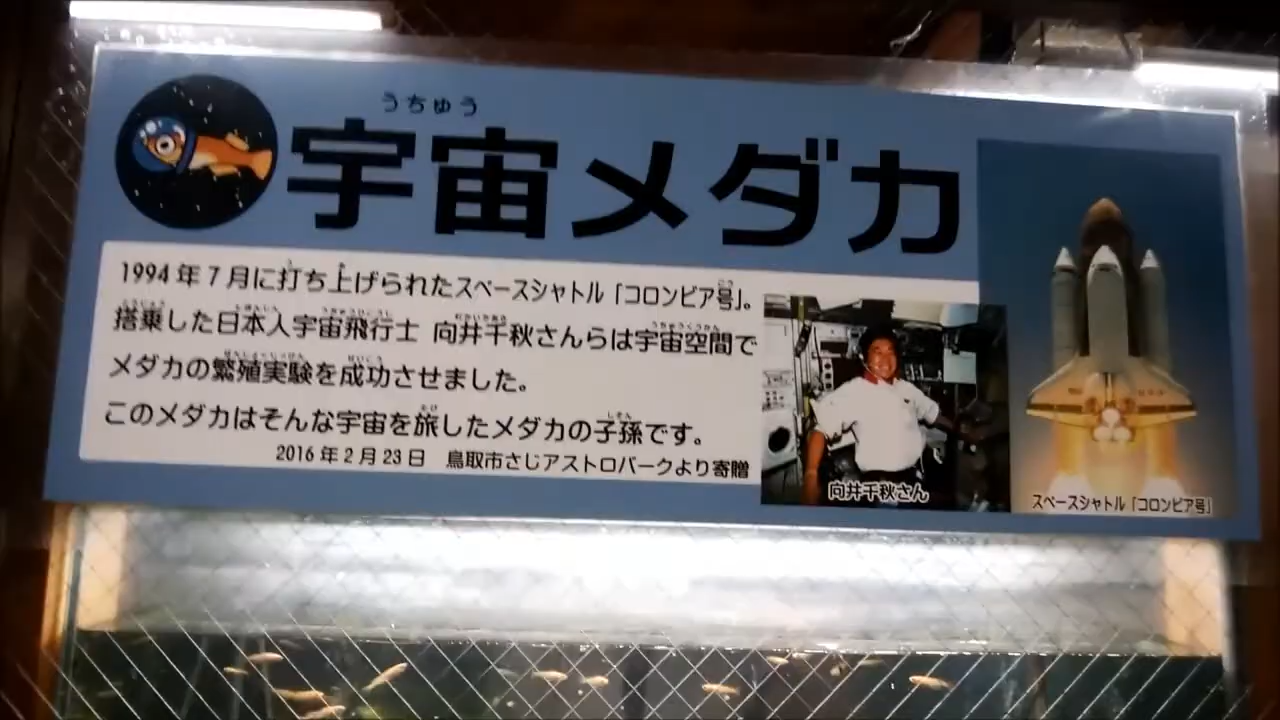 うちゅう
宇宙メダカ
1994年7月に打ち上げられたスペースシャトル「コロンビア号」。
搭乗した日本人宇宙飛行士 向井千秋さんらは宇宙空間で
メダカの繁殖実験を成功させました。
このメダカはそんな宇宙を旅したメダカの子孫です。
2016年2月23日 鳥取市さじアストロパークより寄贈
向井千秋さん
スペースシャトル「コロンビア号」